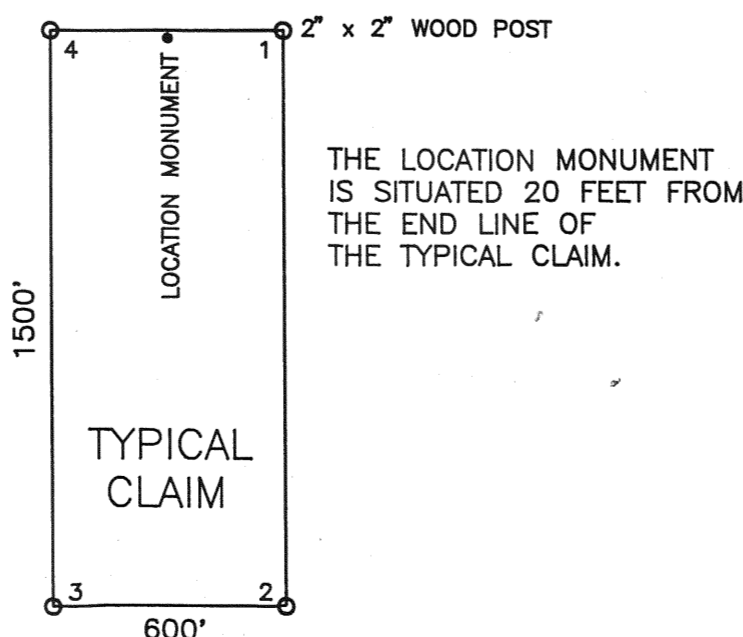 2" x 2" WOOD POST
4
1
LOCATION MONUMENT
THE LOCATION MONUMENT
IS SITUATED 20 FEET FROM
THE END LINE OF
THE TYPICAL CLAIM.
1500'
TYPICAL
CLAIM
3
2
600'